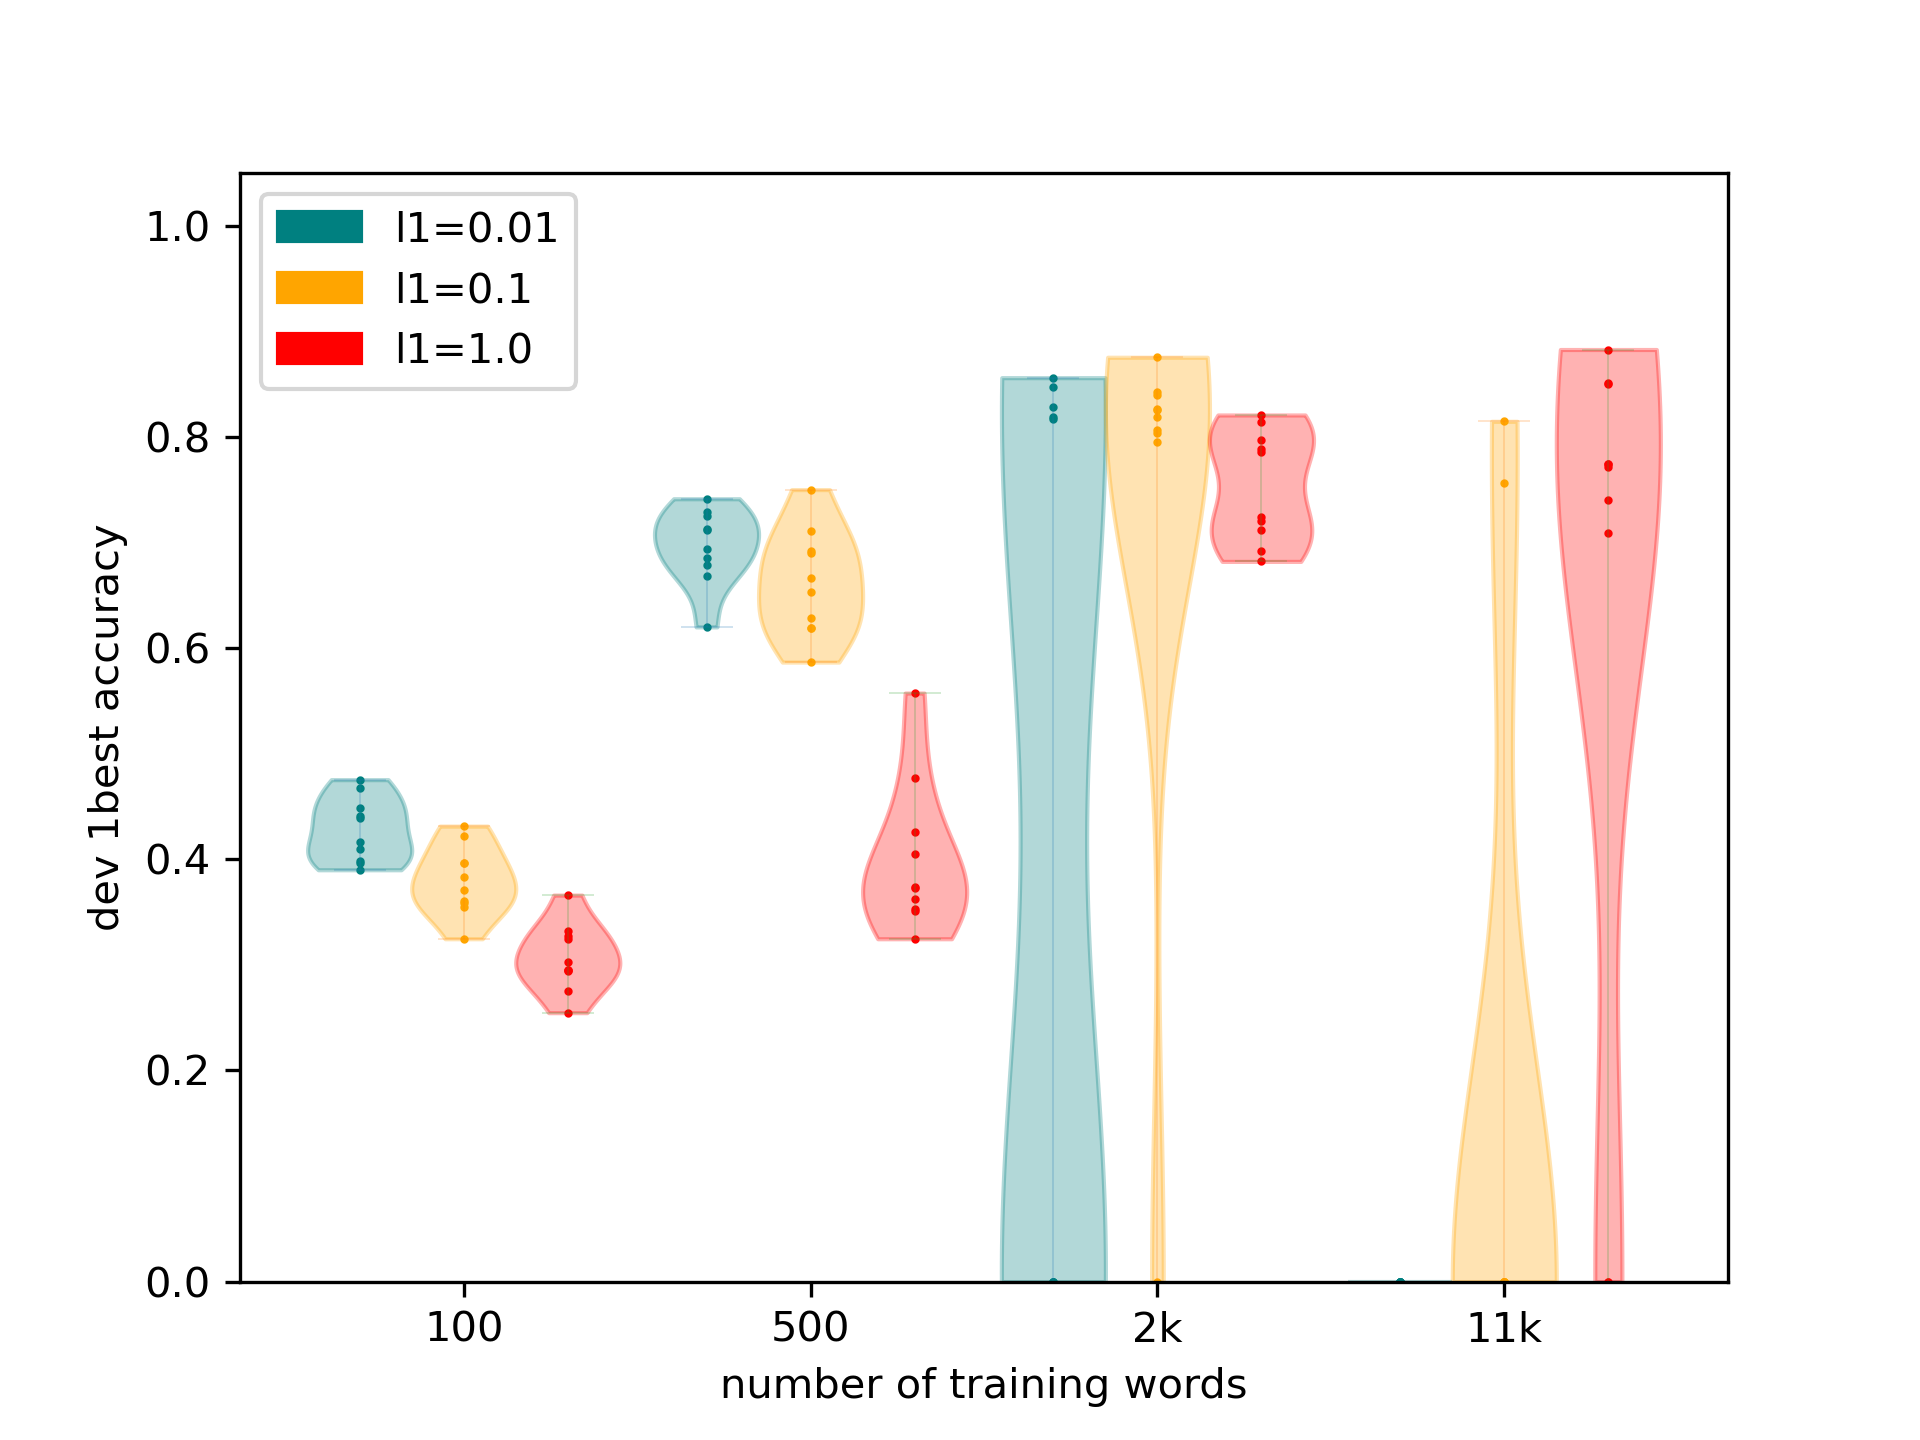 l1=0.01
l1=0.1
l1=1.0
1.0
0.8
0.6
0.4
0.2
0.0
dev 1best accuracy
100 500 2k 11k
number of training words